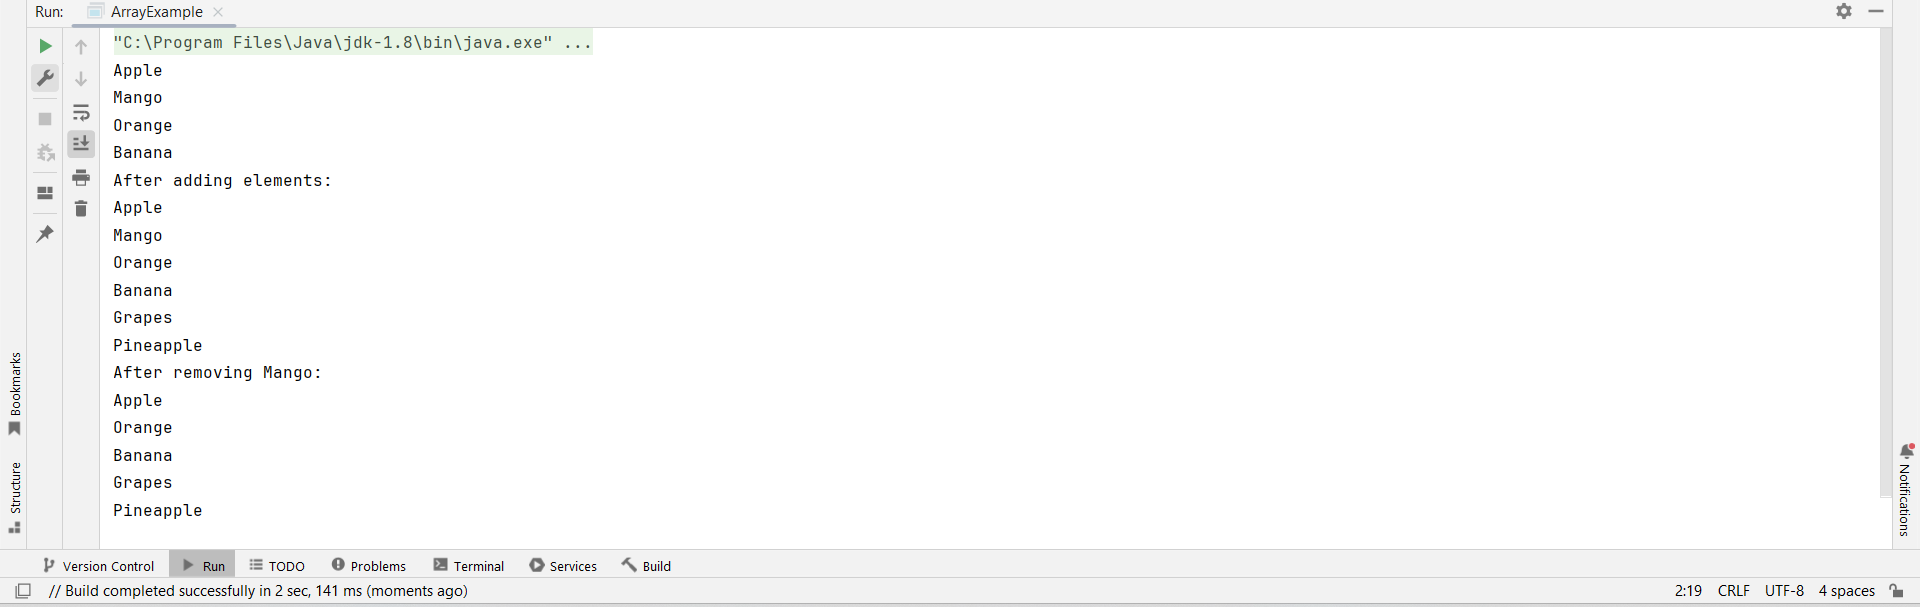 Run: ArrayExample
"C:\Program Files\Java\jdk-1.8\bin\java.exe" ...
Apple
Mango
Orange
Banana
After adding elements:
Apple
Mango
Orange
Banana
Grapes
Pineapple
After removing Mango:
Apple
Orange
Banana
Grapes
Pineapple
Bookmarks
Structure
Notifications
Version Control Run TODO Problems Terminal Services Build
// Build completed successfully in 2 sec, 141 ms (moments ago) 2:19 CRLF UTF-8 4 spaces